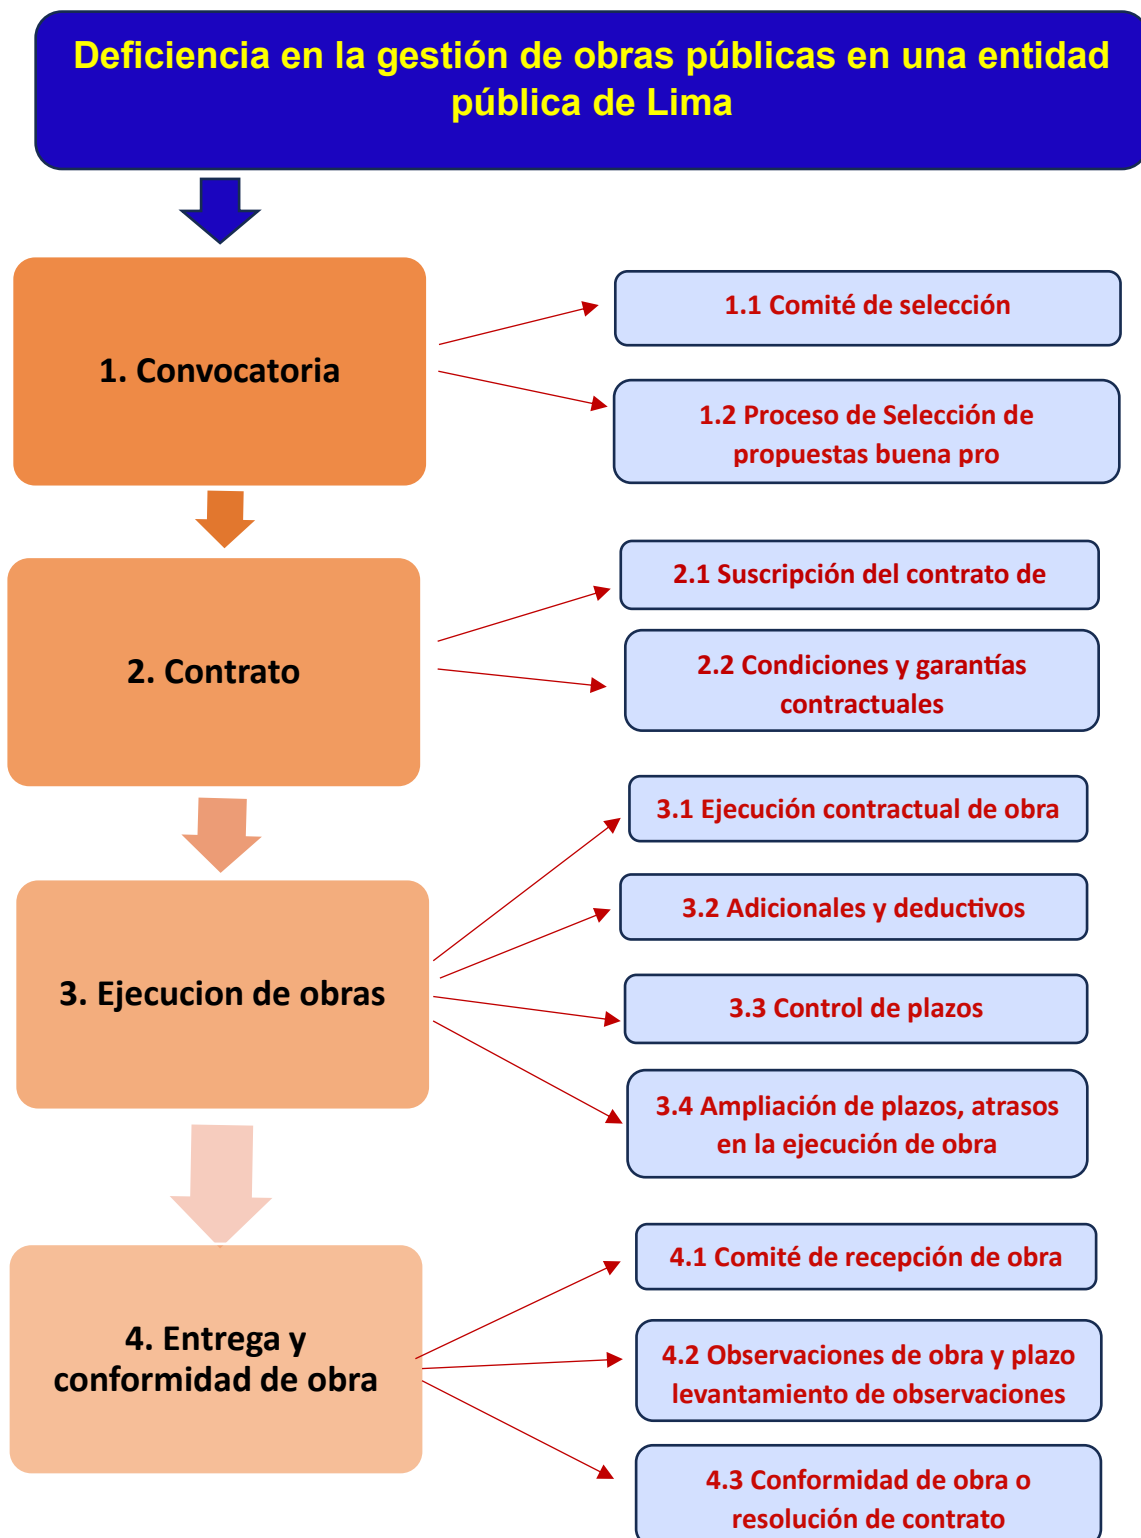 Deficiencia en la gestión de obras públicas en una entidad
pública de Lima
1. Convocatoria
1.1 Comité de selección
1.2 Proceso de Selección de
propuestas buena pro
2. Contrato
2.1 Suscripción del contrato de
2.2 Condiciones y garantías
contractuales
3. Ejecucion de obras
3.1 Ejecución contractual de obra
3.2 Adicionales y deductivos
3.3 Control de plazos
3.4 Ampliación de plazos, atrasos
en la ejecución de obra
4. Entrega y
conformidad de obra
4.1 Comité de recepción de obra
4.2 Observaciones de obra y plazo
levantamiento de observaciones
4.3 Conformidad de obra o
resolución de contrato